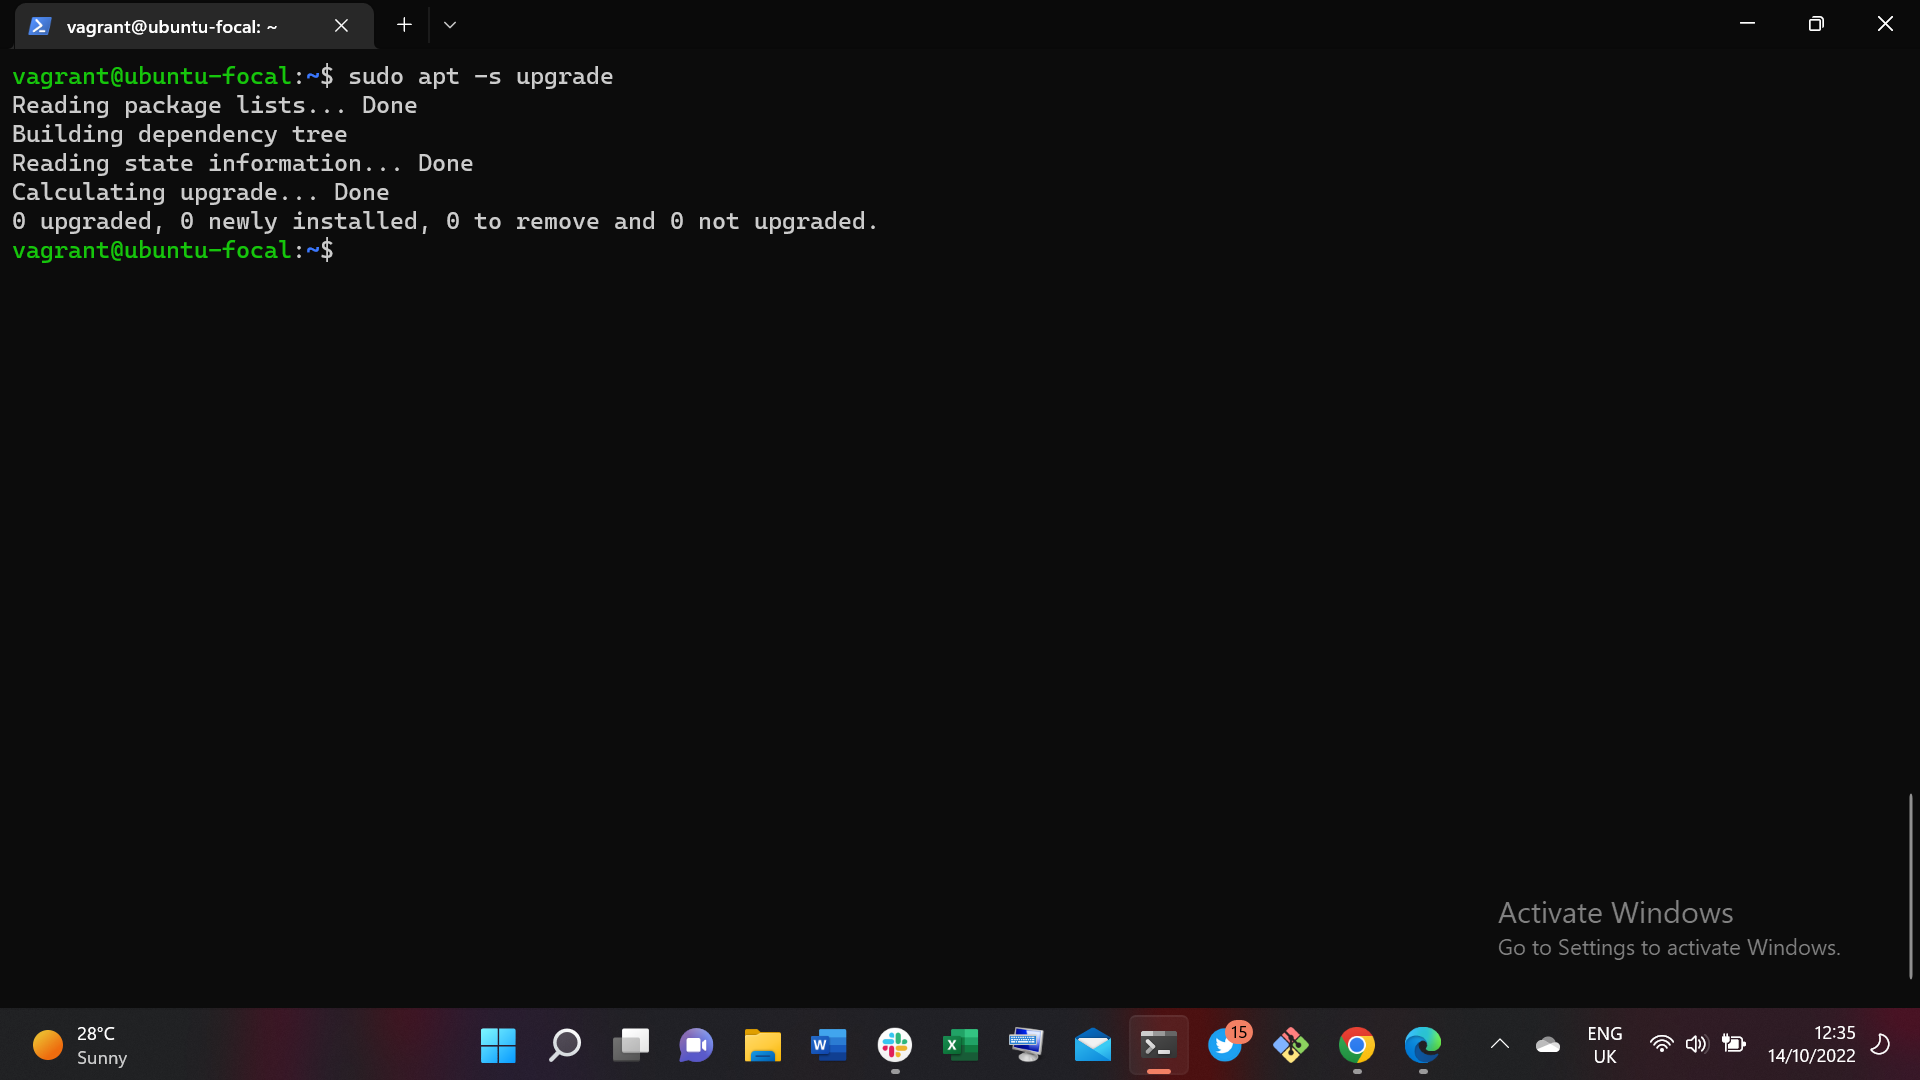 vagrant@ubuntu-focal: ~
vagrant@ubuntu-focal:~$ sudo apt -s upgrade
Reading package lists... Done
Building dependency tree
Reading state information... Done
Calculating upgrade... Done
0 upgraded, 0 newly installed, 0 to remove and 0 not upgraded.
vagrant@ubuntu-focal:~$
Activate Windows
Go to Settings to activate Windows.
28°C
Sunny
15
ENG
UK
12:35
14/10/2022